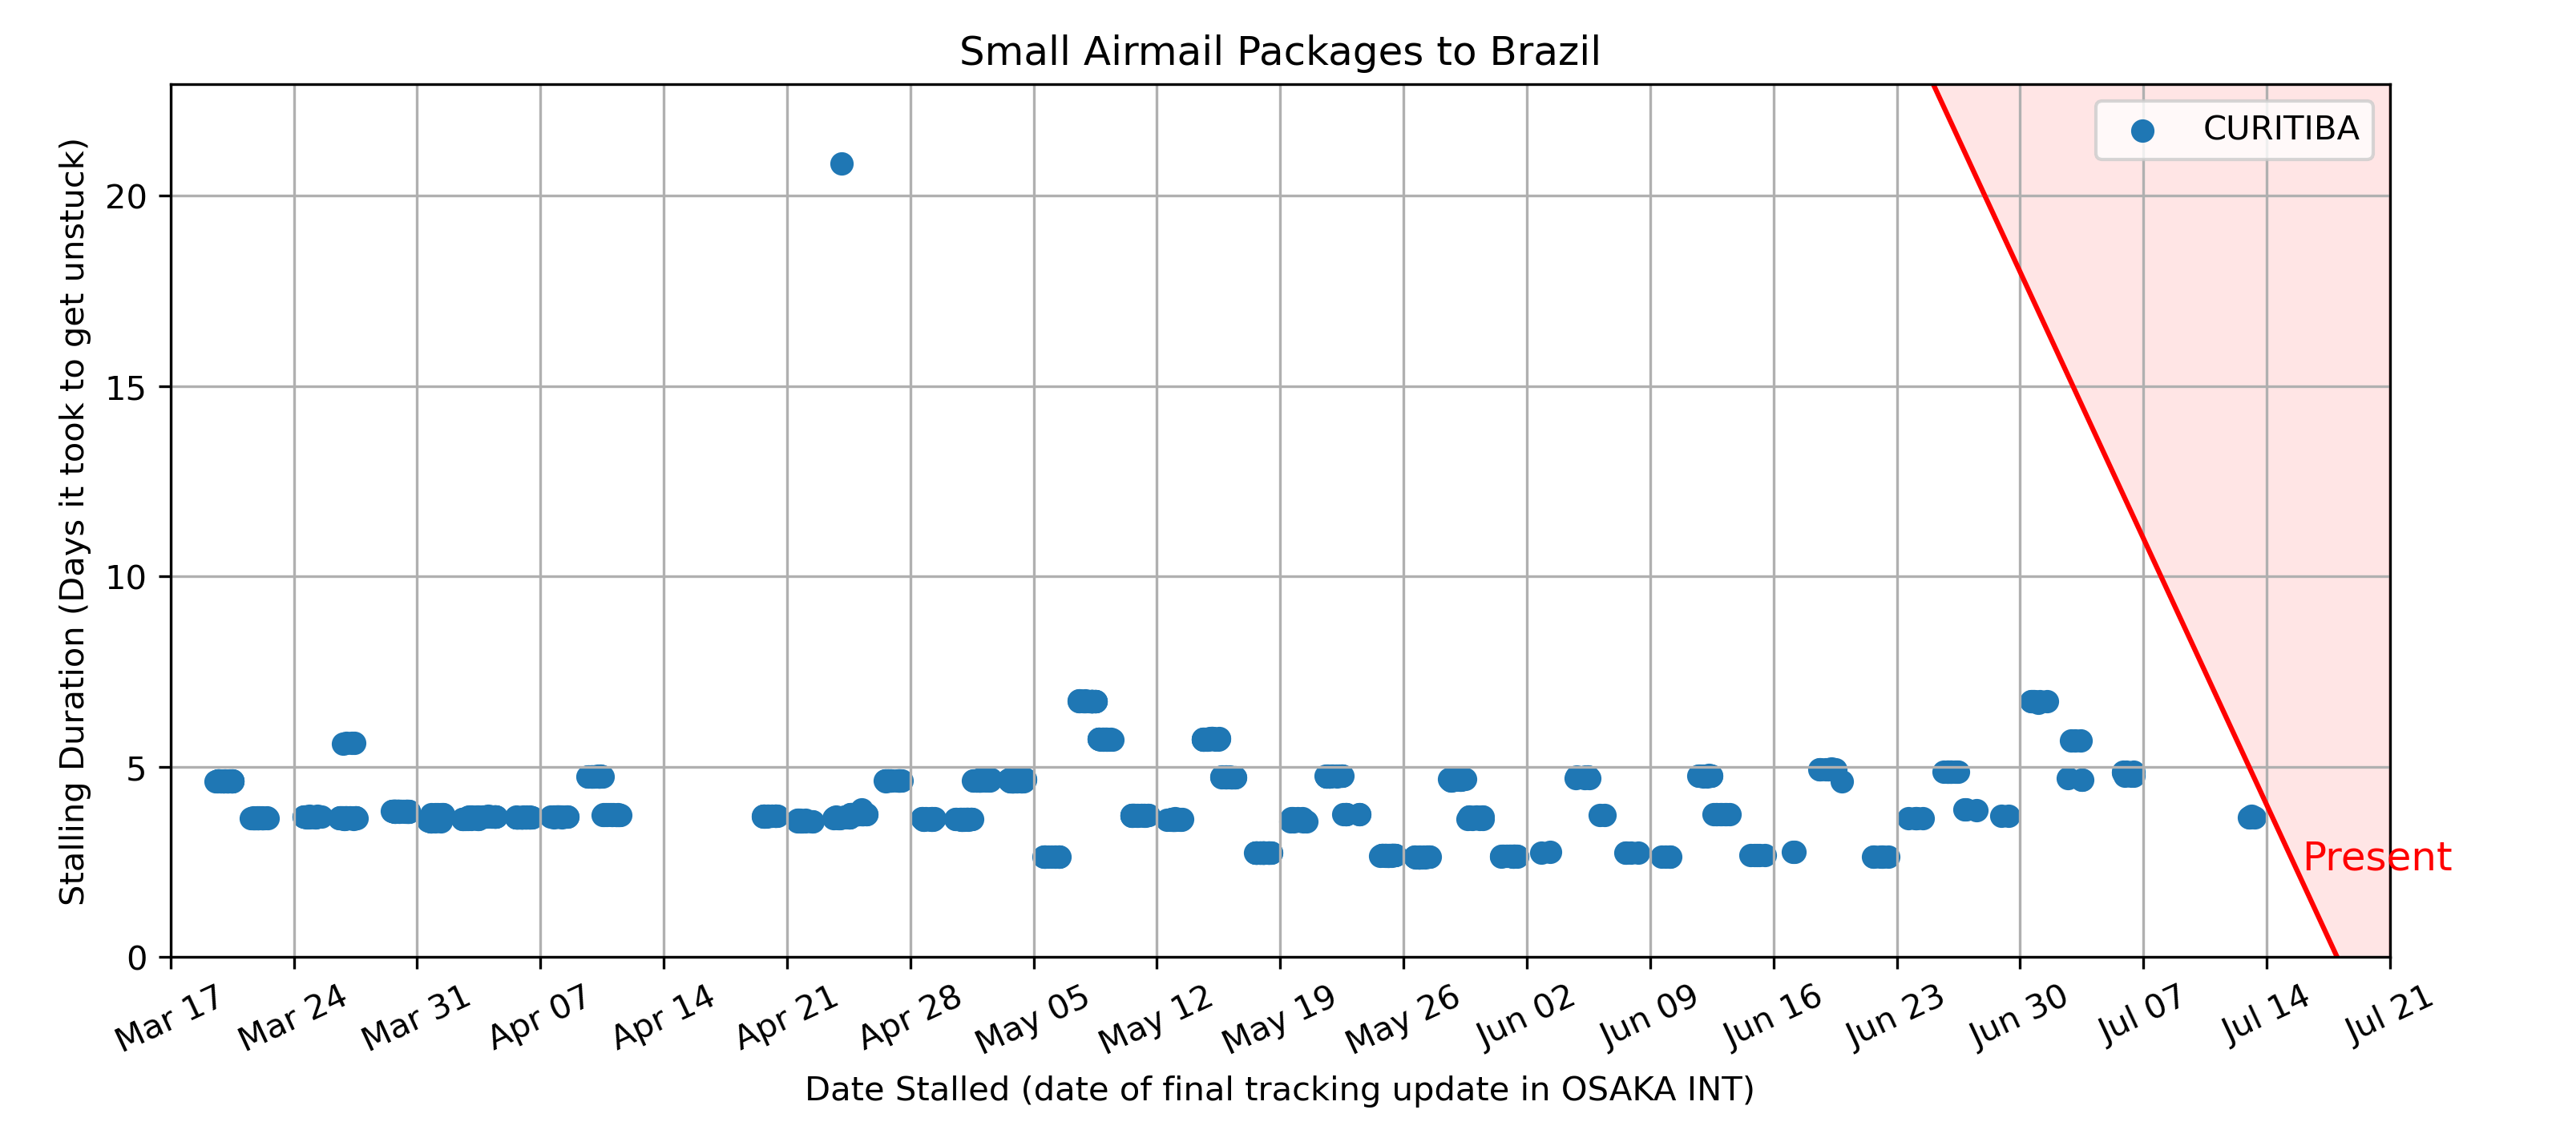 Small Airmail Packages to Brazil
CURITIBA
Stalling Duration (Days it took to get unstuck)
20
15
10
5
0
Present
Mar 17
Mar 24
Mar 31
Apr 07
Apr 14
Apr 21
Apr 28
May 05
May 12
May 19
May 26
Jun 02
Jun 09
Jun 16
Jun 23
Jun 30
Jul 07
Jul 14
Jul 21
Date Stalled (date of final tracking update in OSAKA INT)